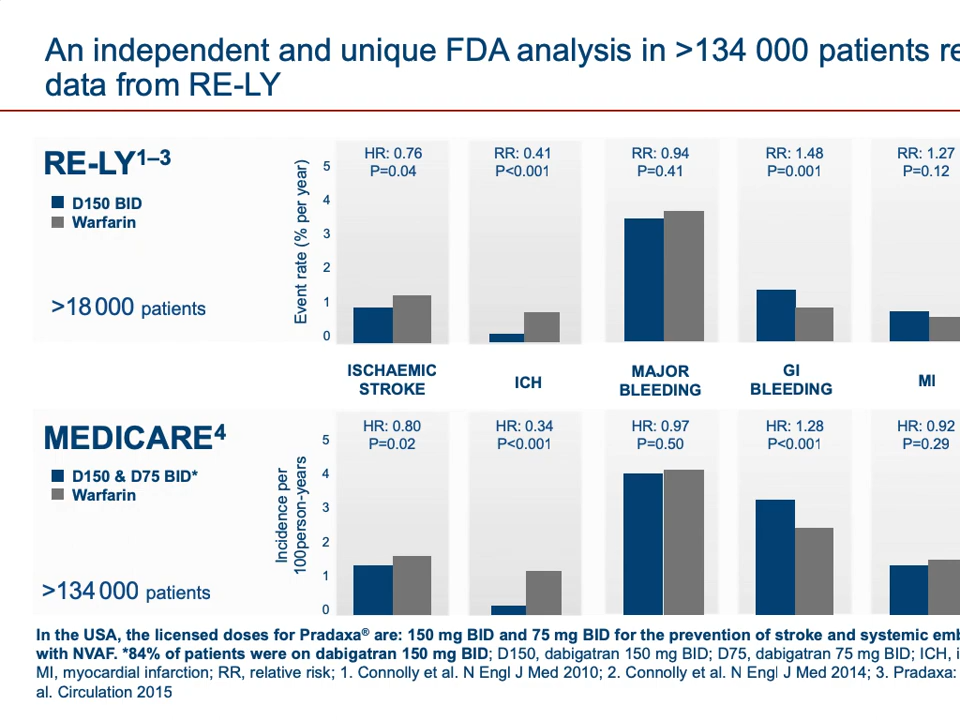 An independent and unique FDA analysis in >134 000 patients re
data from RE-LY
RE-LY1–3
D150 BID
Warfarin
>18 000 patients
Event rate (% per year)
5
4
3
2
1
0
HR: 0.76
P=0.04
RR: 0.41
P<0.001
RR: 0.94
P=0.41
RR: 1.48
P=0.001
RR: 1.27
P=0.12
ISCHAEMIC
STROKE
ICH
MAJOR
BLEEDING
GI
BLEEDING
MI
MEDICARE4
D150 & D75 BID*
Warfarin
>134 000 patients
Incidence per
100person-years
5
4
3
2
1
0
HR: 0.80
P=0.02
HR: 0.34
P<0.001
HR: 0.97
P=0.50
HR: 1.28
P<0.001
HR: 0.92
P=0.29
In the USA, the licensed doses for Pradaxa® are: 150 mg BID and 75 mg BID for the prevention of stroke and systemic emb
with NVAF. *84% of patients were on dabigatran 150 mg BID; D150, dabigatran 150 mg BID; D75, dabigatran 75 mg BID; ICH, i
MI, myocardial infarction; RR, relative risk; 1. Connolly et al. N Engl J Med 2010; 2. Connolly et al. N Engl J Med 2014; 3. Pradaxa:
al. Circulation 2015